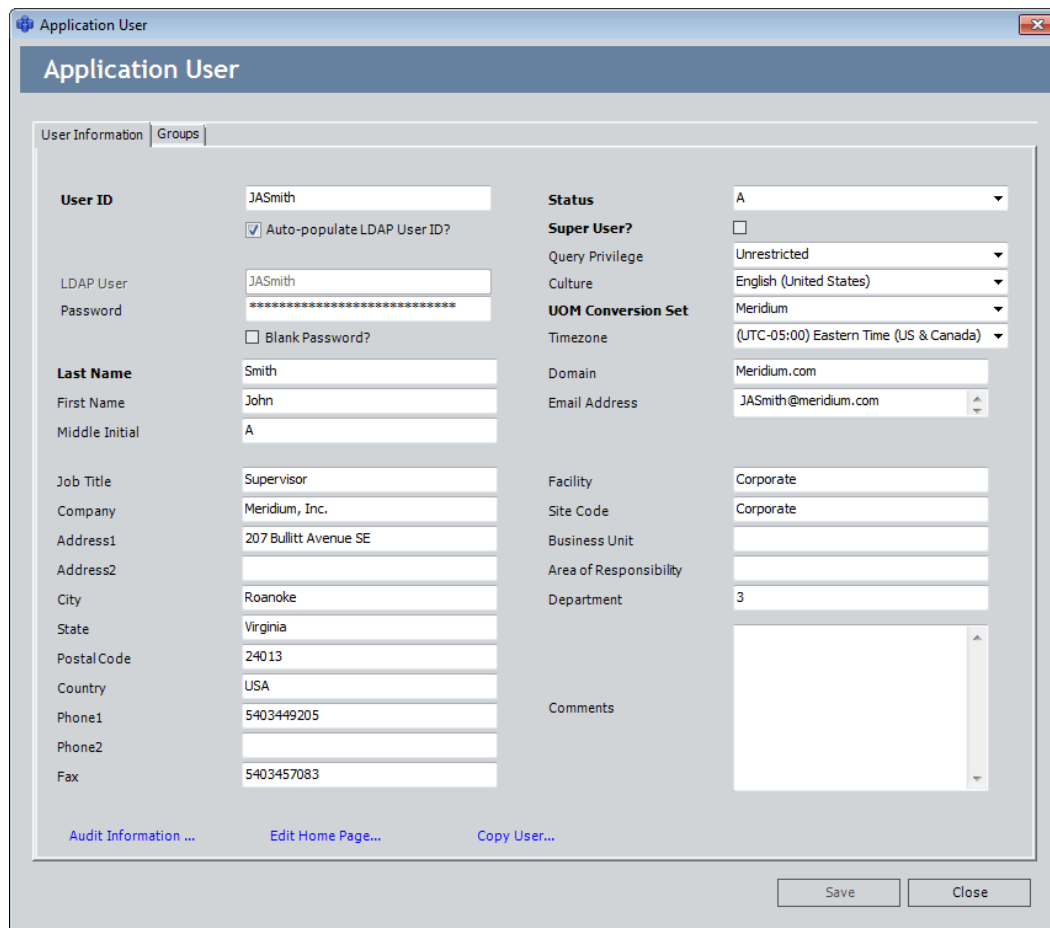 Application User
Application User
User Information
Groups
User ID
JASmith
Auto-populate LDAP User ID?
LDAP User
JASmith
Password
****************************
Blank Password?
Last Name
Smith
First Name
John
Middle Initial
A
Job Title
Supervisor
Company
Meridium, Inc.
Address1
207 Bullitt Avenue SE
Address2
City
Roanoke
State
Virginia
Postal Code
24013
Country
USA
Phone1
5403449205
Phone2
Fax
5403457083
Status
A
Super User?
Query Privilege
Unrestricted
Culture
English (United States)
UOM Conversion Set
Meridium
Timezone
(UTC-05:00) Eastern Time (US & Canada)
Domain
Meridium.com
Email Address
JASmith@meridium.com
Facility
Corporate
Site Code
Corporate
Business Unit
Area of Responsibility
Department
3
Comments
Audit Information ...
Edit Home Page...
Copy User...
Save
Close